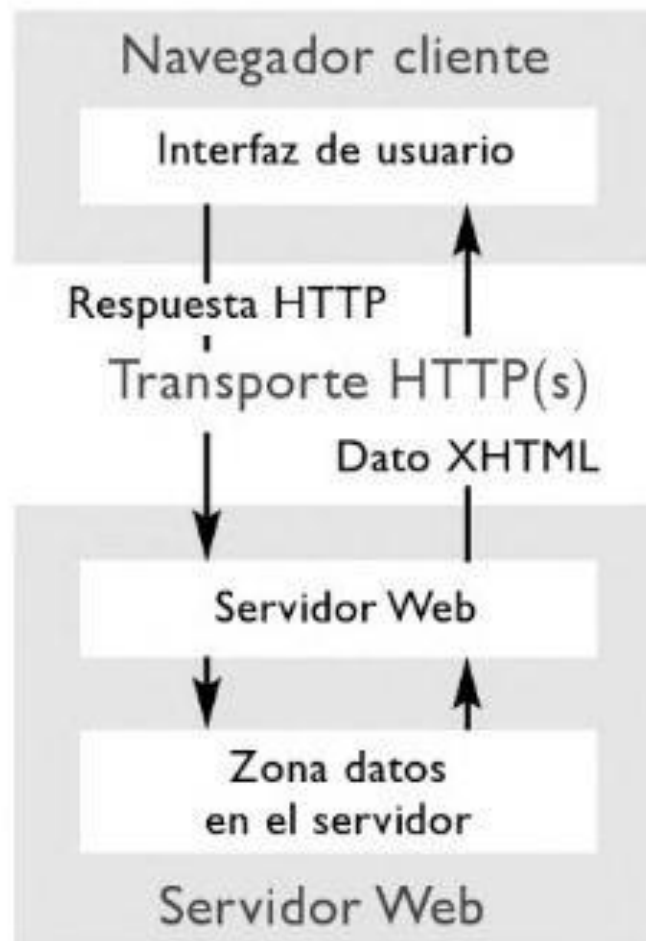 Navegador cliente
Interfaz de usuario
Respuesta HTTP
Transporte HTTP(s)
Dato XHTML
Servidor Web
Zona datos
en el servidor
Servidor Web